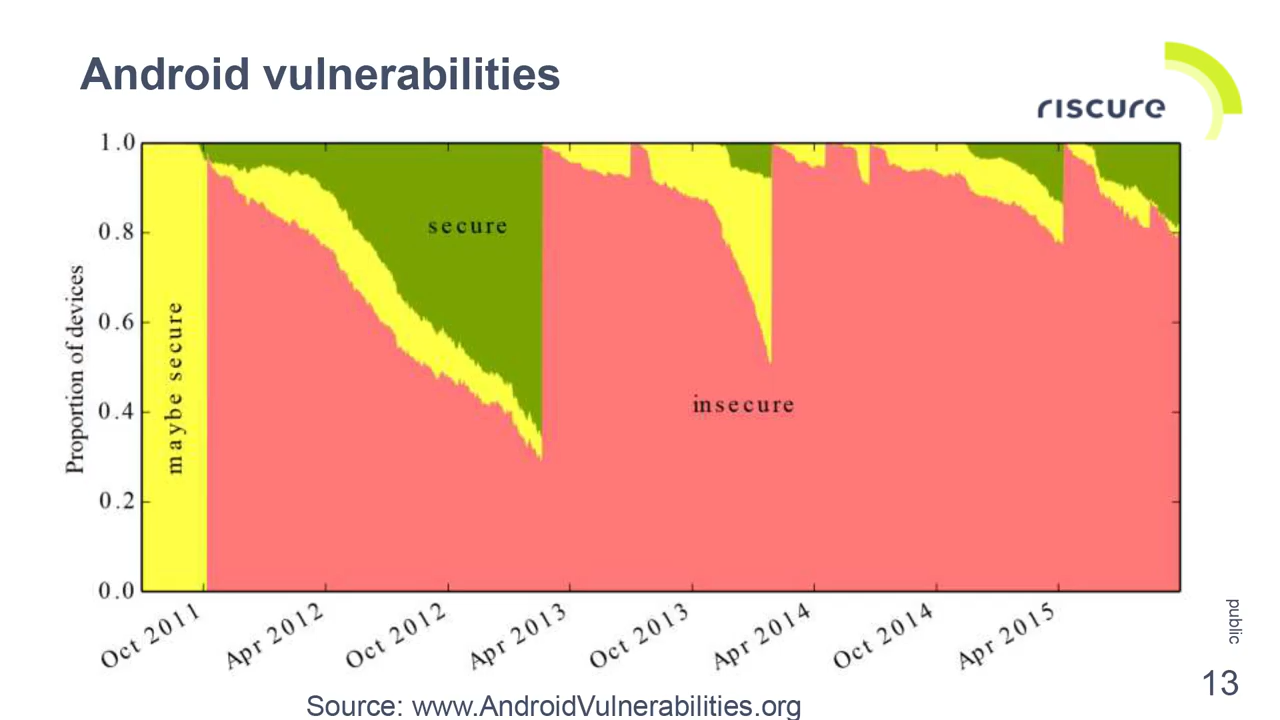 Android vulnerabilities
riscure
1.0
0.8
0.6
0.4
0.2
0.0
Proportion of devices
maybe secure
secure
insecure
Oct 2011
Apr 2012
Oct 2012
Apr 2013
Oct 2013
Apr 2014
Oct 2014
Apr 2015
public
13
Source: www.AndroidVulnerabilities.org